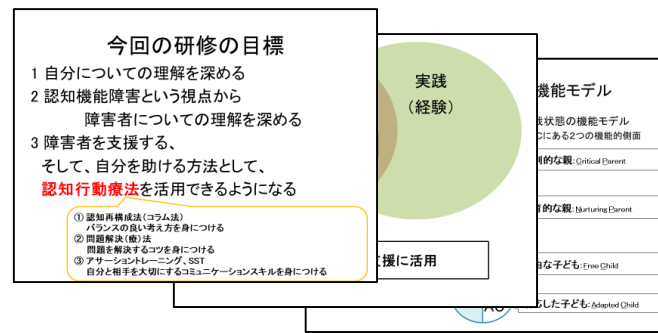 今回の研修の目標
1 自分についての理解を深める
2 認知機能障害という視点から
障害者についての理解を深める
3 障害者を支援する、
そして、自分を助ける方法として、
認知行動療法を活用できるようになる
① 認知再構成法(コラム法)
バランスの良い考え方を身につける
② 問題解決(療)法
問題を解決するコツを身につける
③ アサーショントレーニング、SST
自分と相手を大切にするコミュニケーションスキルを身につける
実践
(経験)
援に活用
機能モデル
状態の機能モデル
Cにある2つの機能的側面
的な親:Critical Parent
的な親:Nurturing Parent
由な子ども:Free Child
した子ども:Adapted Child
AC